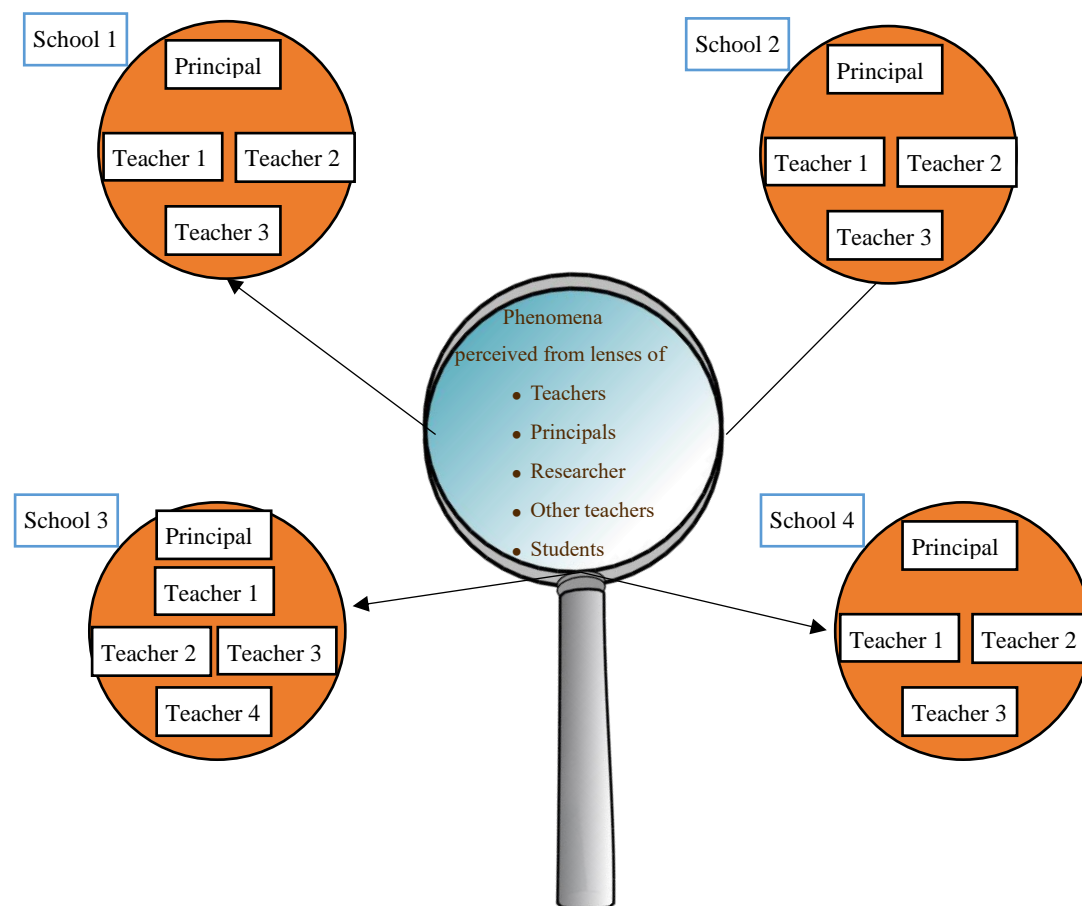 School 1
Principal
Teacher 1
Teacher 2
Teacher 3
School 2
Principal
Teacher 1
Teacher 2
Teacher 3
Phenomena
perceived from lenses of
• Teachers
• Principals
• Researcher
• Other teachers
• Students
School 3
Principal
Teacher 1
Teacher 2
Teacher 3
Teacher 4
School 4
Principal
Teacher 1
Teacher 2
Teacher 3